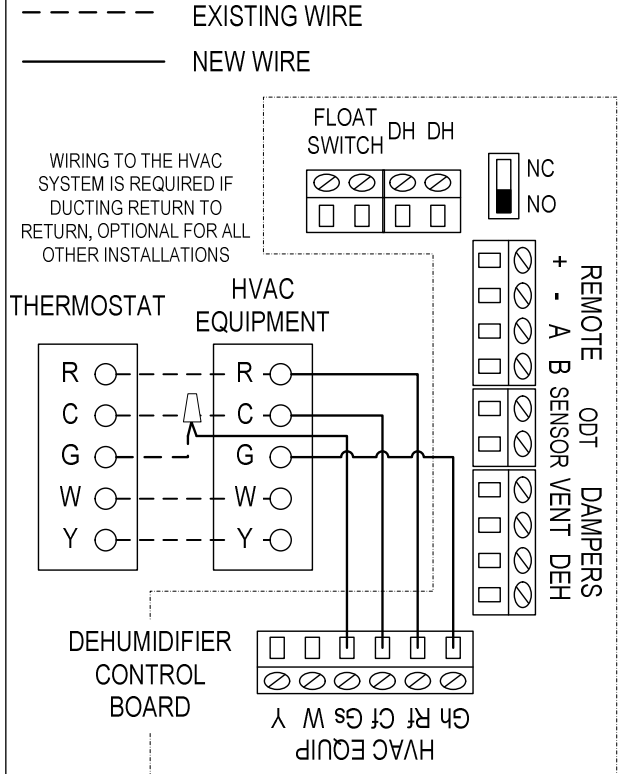 EXISTING WIRE
NEW WIRE
FLOAT
SWITCH DH DH
NC
NO
WIRING TO THE HVAC
SYSTEM IS REQUIRED IF
DUCTING RETURN TO
RETURN, OPTIONAL FOR ALL
OTHER INSTALLATIONS
THERMOSTAT
HVAC
EQUIPMENT
R
C
G
W
Y
R
C
G
W
Y
+ - A B
REMOTE
SENSOR
ODT
VENT DEH
DAMPERS
DEHUMIDIFIER
CONTROL
BOARD
Y W Gs Cf Rf Gh
HVAC EQUIP